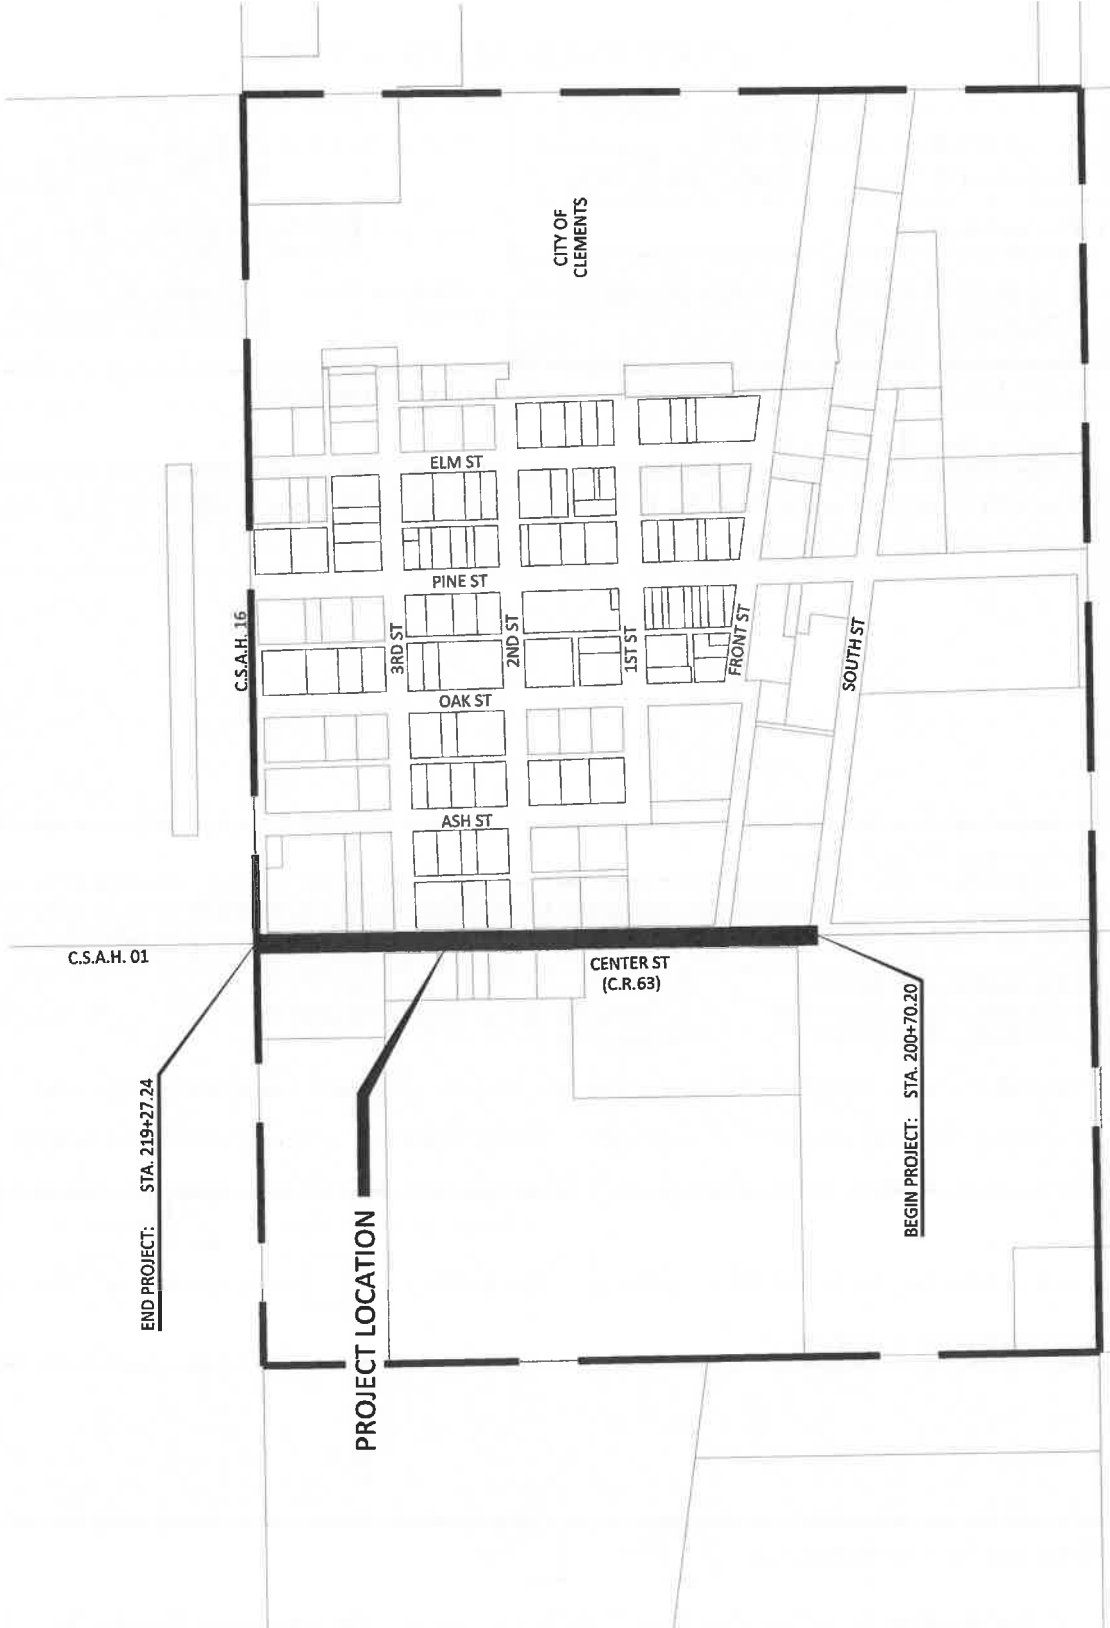 CITY OF
CLEMENTS
ELM ST
PINE ST
C.S.A.H. 16
3RD ST
2ND ST
1ST ST
FRONT ST
SOUTH ST
OAK ST
ASH ST
C.S.A.H. 01
CENTER ST
(C.R.63)
END PROJECT: STA. 219+27.24
PROJECT LOCATION
BEGIN PROJECT: STA. 200+70.20